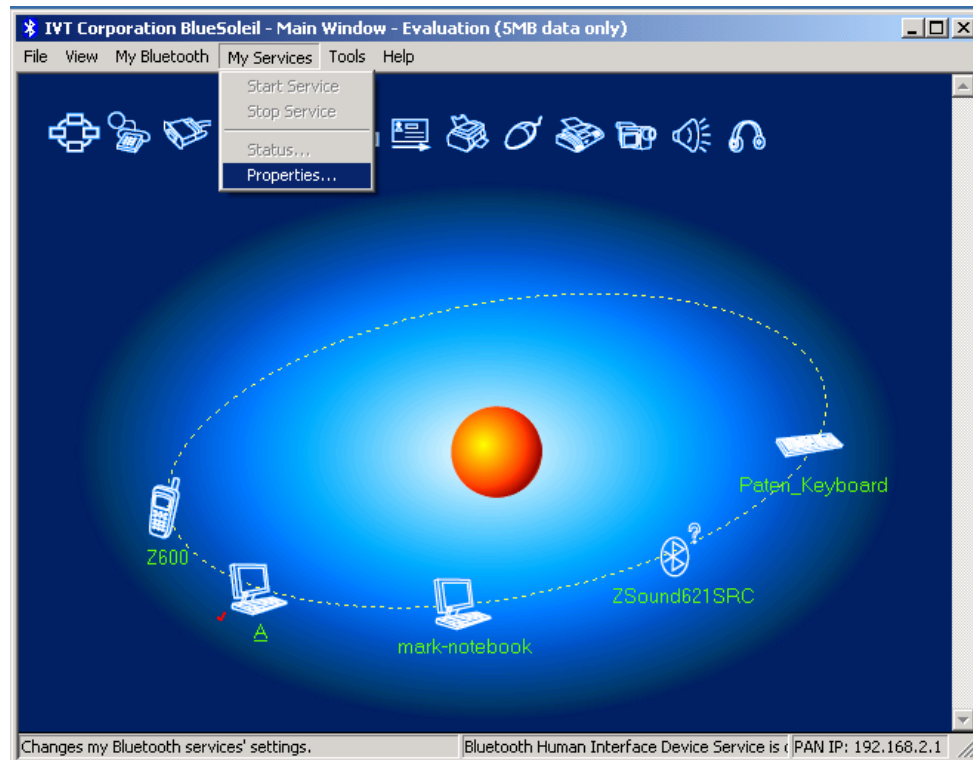 IVT Corporation BlueSoleil - Main Window - Evaluation (5MB data only)
File View My Bluetooth My Services Tools Help
Start Service
Stop Service
Status...
Properties...
Paten_Keyboard
Z600
ZSound621SRC
A
mark-notebook
Changes my Bluetooth services' settings. Bluetooth Human Interface Device Service is PAN IP: 192.168.2.1